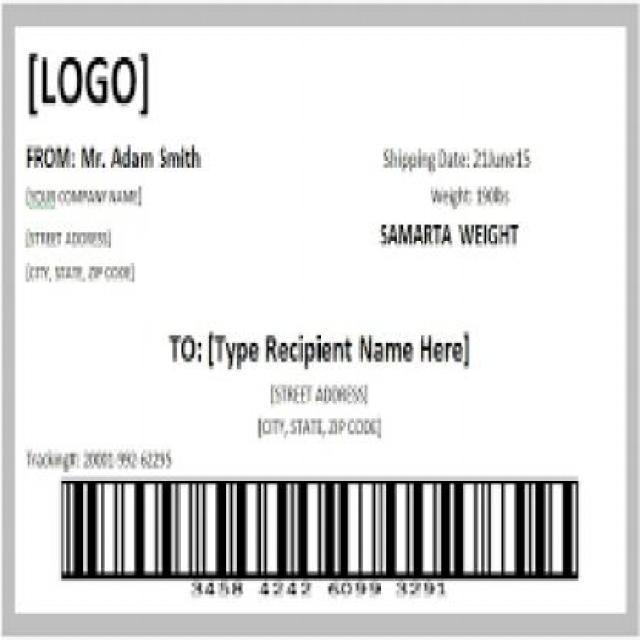 [LOGO]
FROM: Mr. Adam Smith
Shipping Date: 21June15
[YOUR COMPANY NAME]
Weight: 190lbs
[STREET ADDRESS]
SAMARTA WEIGHT
[CITY, STATE, ZIP CODE]
TO: [Type Recipient Name Here]
[STREET ADDRESS]
[CITY, STATE, ZIP CODE]
Tracking#: 20001-992-62295
3458 4242 6099 3291